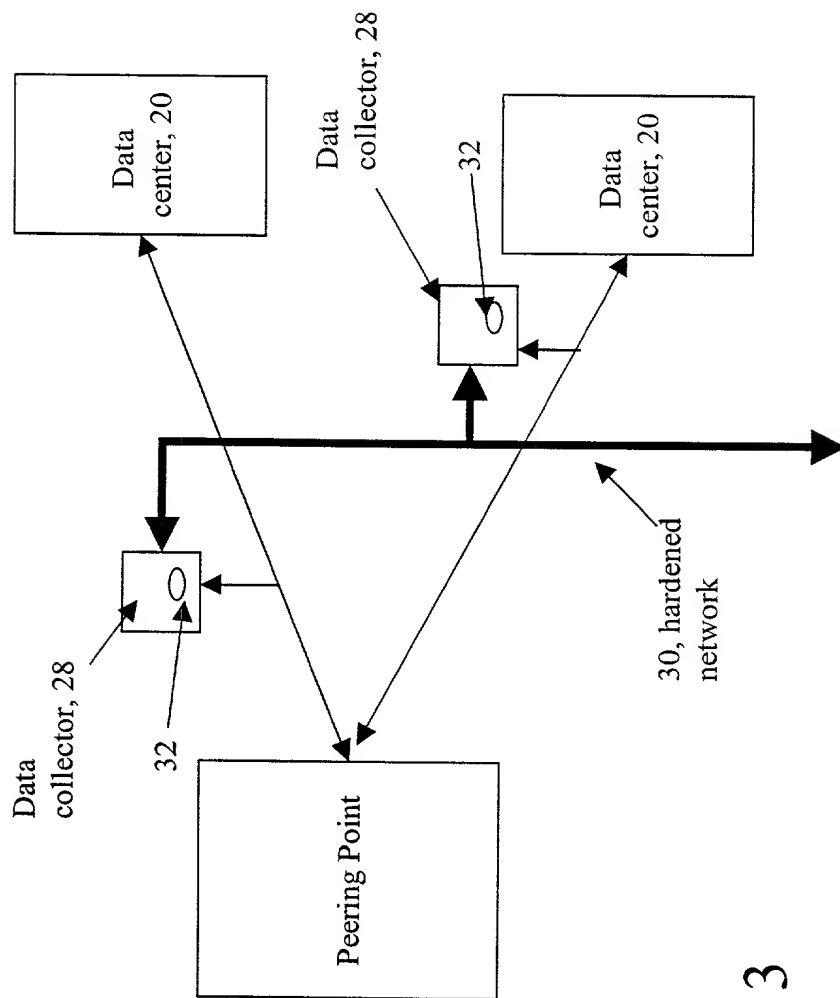 Data
collector, 28
32
Peering Point
Data
center, 20
Data
collector, 28
32
Data
center, 20
30, hardened
network
3